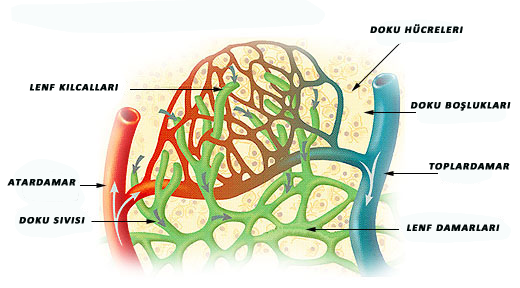 DOKU HÜCRELERİ
LENF KILCALLARI
DOKU BOŞLUKLARI
TOPLARDAMAR
ATARDAMAR
DOKU SIVISI
LENF DAMARLARI